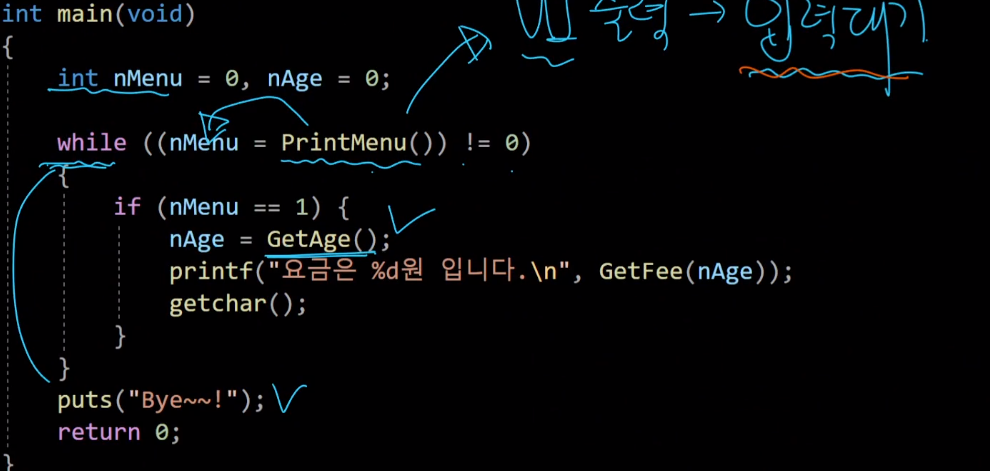 UI 출력 → 입력대기
int main(void)
{
int nMenu = 0, nAge = 0;
while ((nMenu = PrintMenu()) != 0)
{
if (nMenu == 1) {
nAge = GetAge();
printf("요금은 %d원 입니다.\n", GetFee(nAge));
getchar();
}
}
puts("Bye~~!");
return 0;
}